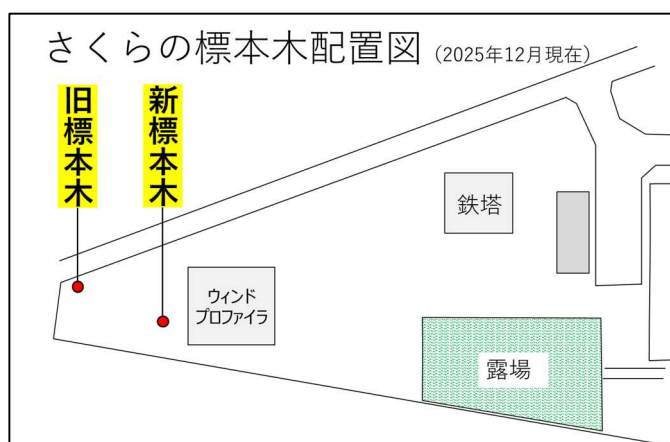 さくらの標本木配置図 (2025年12月現在)
旧標本木
新標本木
鉄塔
ウィンド
プロファイラ
露場